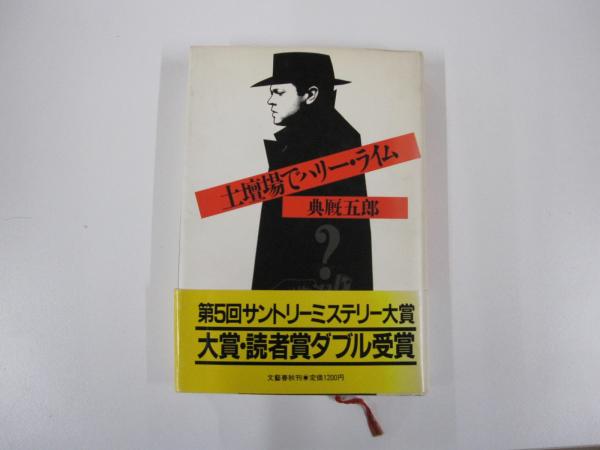 土壇場でハリー・ライム
典厩五郎
?
第5回サントリーミステリー大賞
大賞・読者賞ダブル受賞
文藝春秋刊●定価1200円